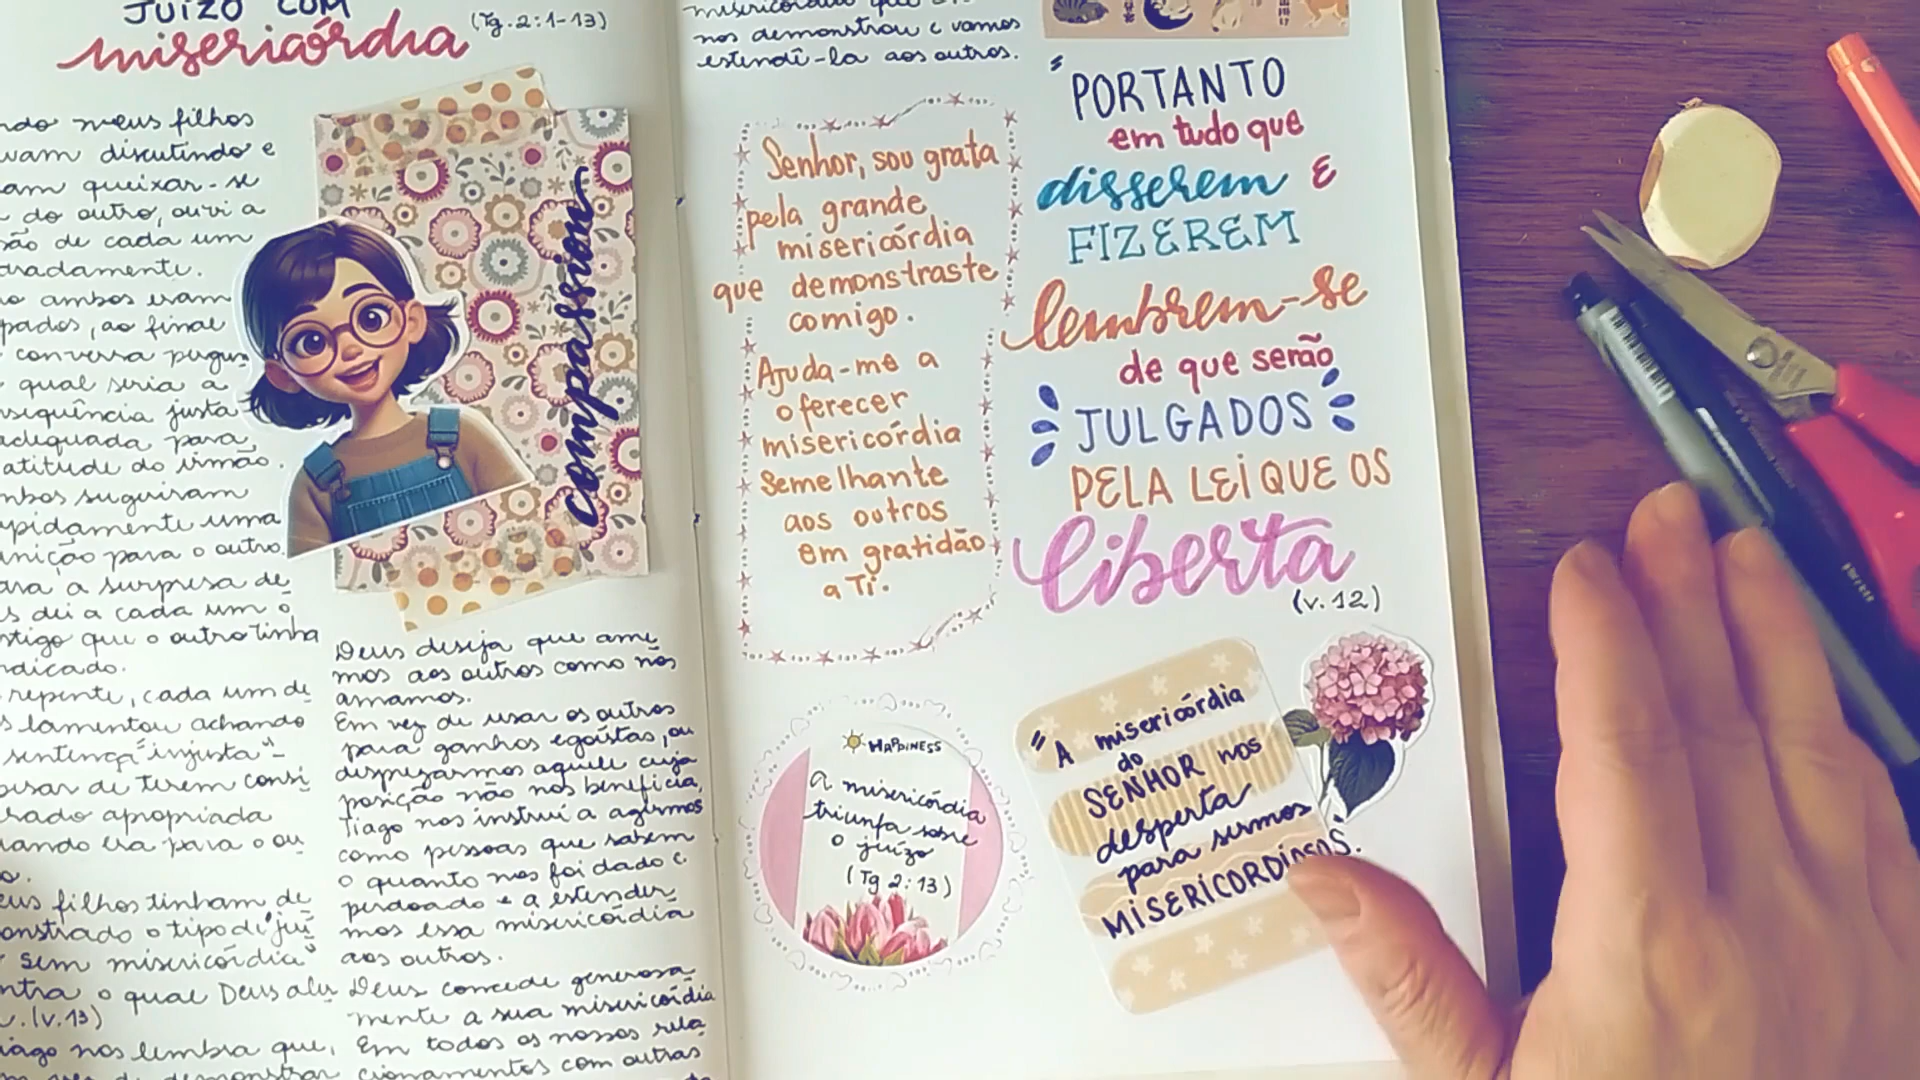 JUÍZO COM
misericórdia
(Tg.2:1-13)
meus filhos
discutindo e
queixar-se
do outro, ouvi a
de cada um
ambos eram
, ao final
conversa
qual seria a
justa
adequada para
atitude do irmão.
sugeriram
uma
para o outro.
a surpresa de
dei a cada um o
que o outro tinha
repente, cada um de
lamentou achando
sentença "injusta"-
de terem consi
apropriada
era para o ou
filhos tinham de
onstrado o tipo de "juí
sem misericórdia"
o qual Deus
(v.13)
nos lembra que,
demonstrar
compassion
Deus deseja que ame
mos aos outros como nós
amamos.
Em vez de usar os outros
para ganhos egoístas, ou
desprezarmos aquele cuja
posição não nos beneficia,
Tiago nos instrui a agirmos
como pessoas que sabem
o quanto nos foi dado e
perdoado e a estender
mos essa misericórdia
aos outros.
Deus concede generosa
mente a sua misericórdia
Em todos os nossos rela
cionamentos com outras
misericórdia que
nos demonstrou e vamos
estendê-la aos outros.
Senhor, sou grata
pela grande
misericórdia
que demonstraste
comigo.
Ajuda-me a
oferecer
misericórdia
semelhante
aos outros
em gratidão
a Ti.
HAPPINESS
A misericórdia
triunfa sobre
o juízo
(Tg 2:13)
"PORTANTO
em tudo que
disserem E
FIZEREM
lembrem-se
de que serão
JULGADOS
PELA LEI QUE OS
liberta
(v.12)
"A misericórdia
do
SENHOR nos
desperta
para sermos
MISERICORDIOSOS.